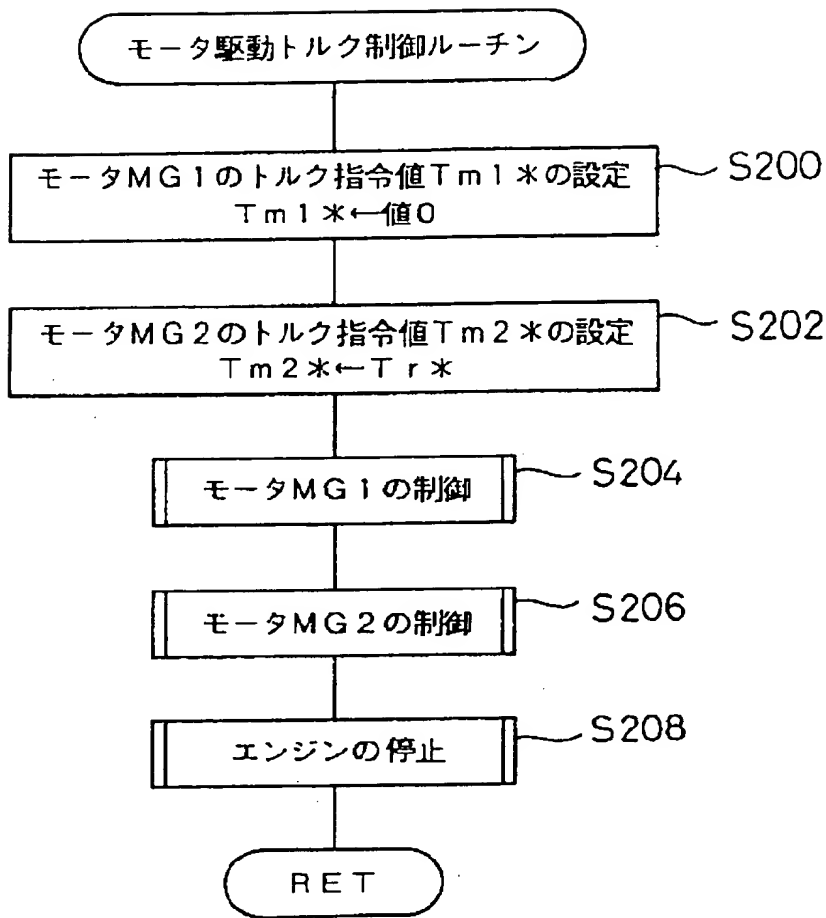 モータ駆動トルク制御ルーチン
モータMG1のトルク指令値Tm1*の設定
Tm1*←値0
S200
モータMG2のトルク指令値Tm2*の設定
Tm2*←Tr*
S202
モータMG1の制御
S204
モータMG2の制御
S206
エンジンの停止
S208
RET